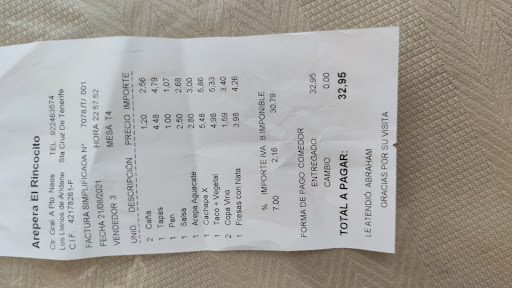 Arepera El Rincocito
Ctr. Gral. A Pto. Naos TEL. 922463574
Los Llanos de Aridane Sta Cruz De Tenerife
C.I.F. 42178261-F
FACTURA SIMPLIFICADA Nº 7078/TU 001
FECHA 21/08/2021 HORA 22:57:52
VENDEDOR 3 MESA T4
UNID. DESCRIPCIÓN PRECIO IMPORTE
2 Caña 1,20 2,56
1 Tapas 4,48 4,79
1 Pan 1,00 1,07
1 Salsa 2,50 2,68
1 Arepa Aguacate 2,80 3,00
1 Cachapa X 5,48 5,86
1 Taco + Vegetal 4,98 5,33
2 Copa Vino 1,59 3,40
1 Fresas con Nata 3,98 4,26
% IMPORTE IVA B.IMPONIBLE
7,00 2,16 30,79
FORMA DE PAGO COMEDOR
ENTREGADO: 32,95
CAMBIO: 0,00
TOTAL A PAGAR: 32,95
LE ATENDIÓ ABRAHAM
GRACIAS POR SU VISITA